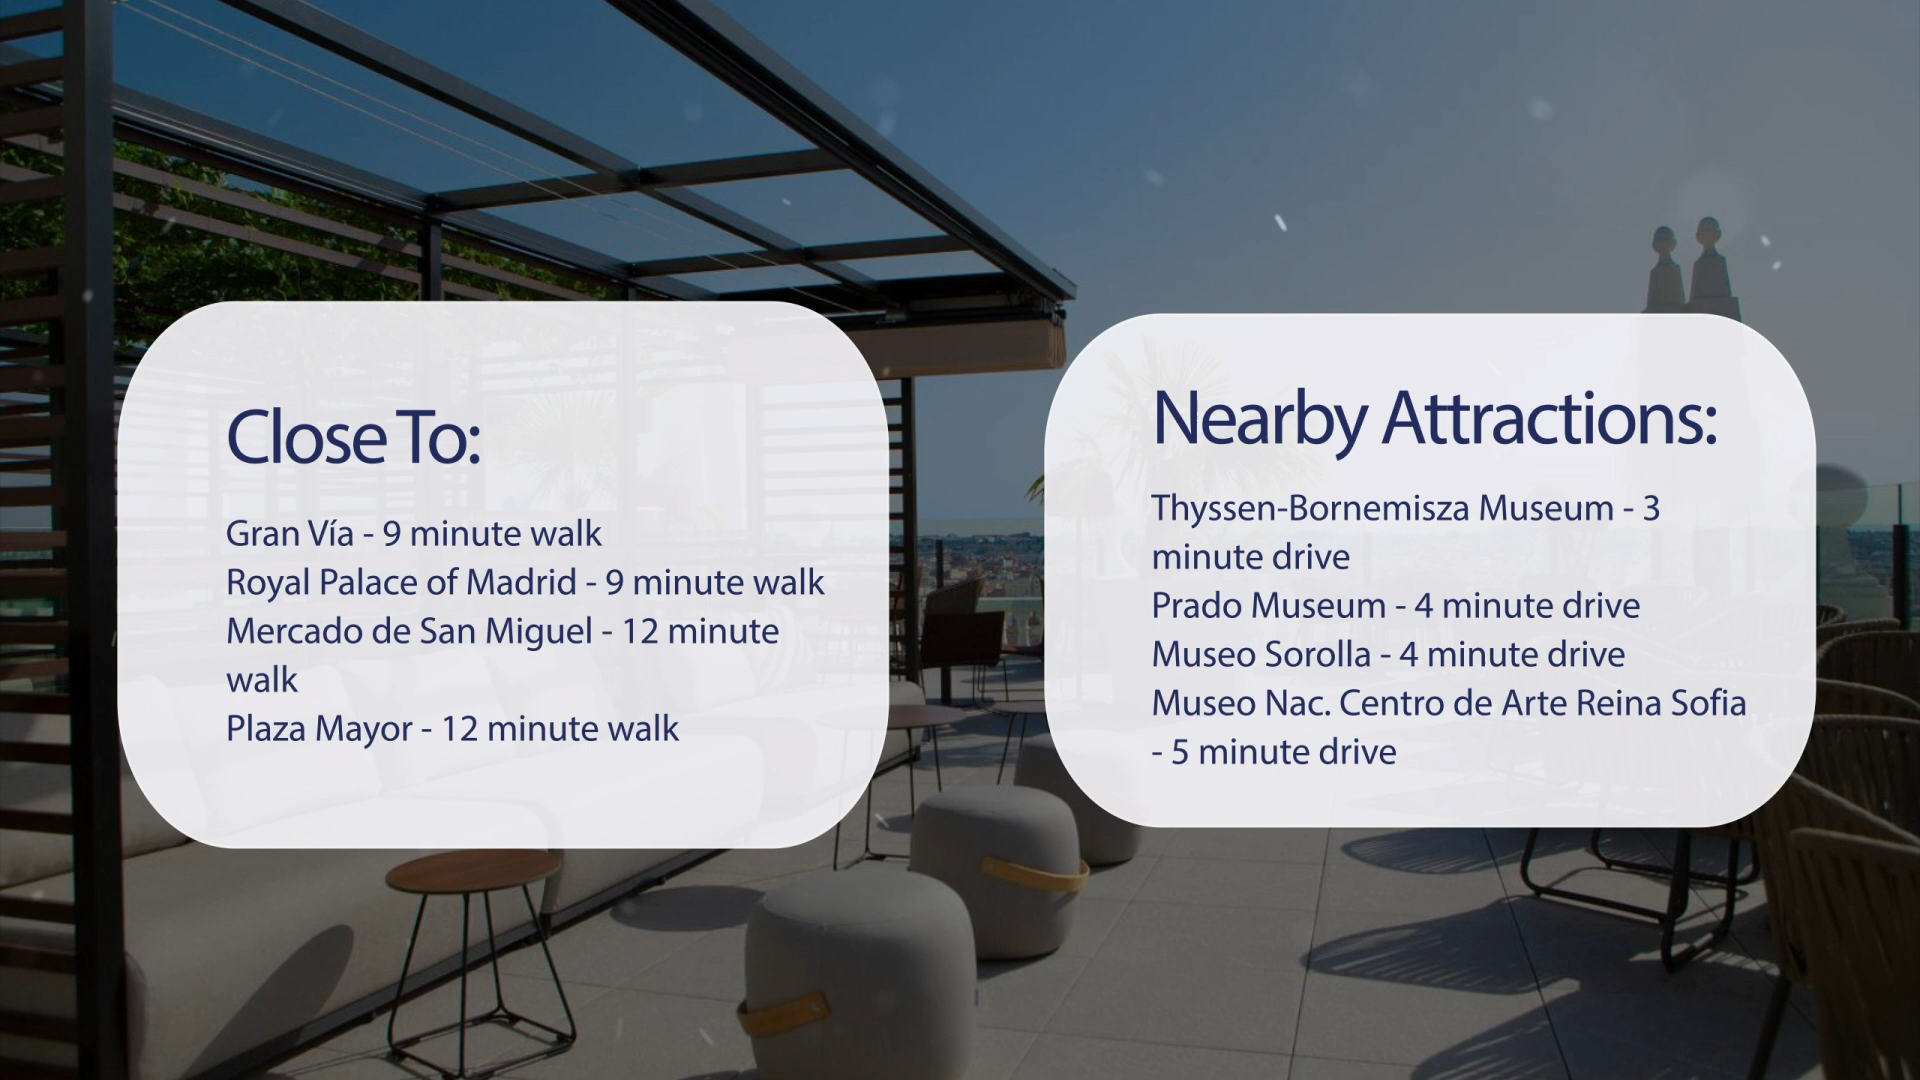 Close To:
Gran Vía - 9 minute walk
Royal Palace of Madrid - 9 minute walk
Mercado de San Miguel - 12 minute
walk
Plaza Mayor - 12 minute walk
Nearby Attractions:
Thyssen-Bornemisza Museum - 3
minute drive
Prado Museum - 4 minute drive
Museo Sorolla - 4 minute drive
Museo Nac. Centro de Arte Reina Sofia
- 5 minute drive